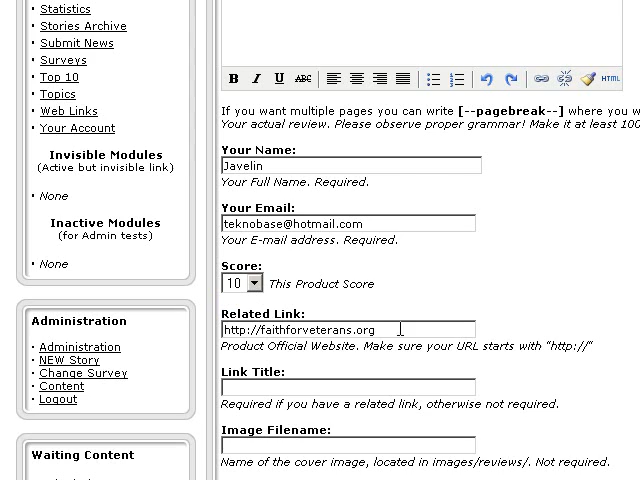 • Statistics
• Stories Archive
• Submit News
• Surveys
• Top 10
• Topics
• Web Links
• Your Account
Invisible Modules
(Active but invisible link)
• None
Inactive Modules
(for Admin tests)
• None
Administration
• Administration
• NEW Story
• Change Survey
• Content
• Logout
Waiting Content
B I U ABC HTML
If you want multiple pages you can write [--pagebreak--] where you w
Your actual review. Please observe proper grammar! Make it at least 100
Your Name:
Javelin
Your Full Name. Required.
Your Email:
teknobase@hotmail.com
Your E-mail address. Required.
Score:
10 This Product Score
Related Link:
http://faithforveterans.org
Product Official Website. Make sure your URL starts with "http://"
Link Title:
Required if you have a related link, otherwise not required.
Image Filename:
Name of the cover image, located in images/reviews/. Not required.